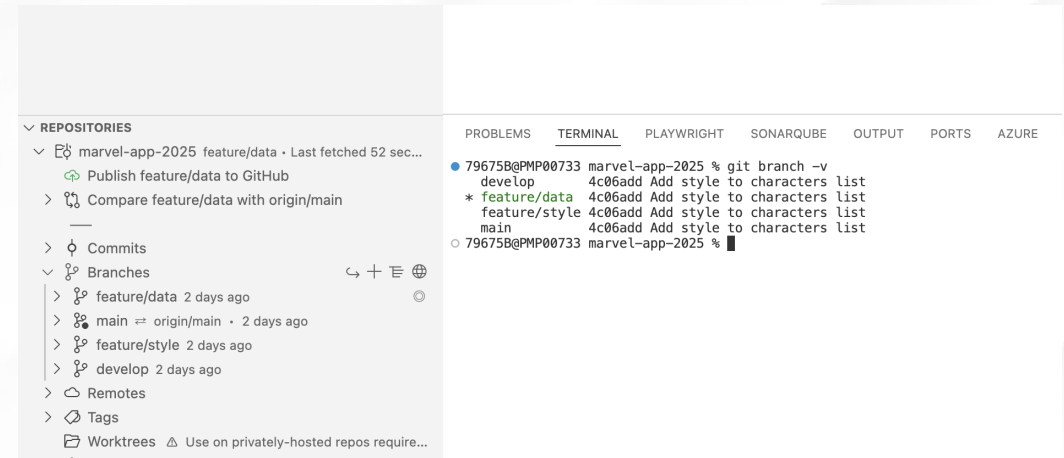 REPOSITORIES
marvel-app-2025 feature/data • Last fetched 52 sec...
Publish feature/data to GitHub
Compare feature/data with origin/main
Commits
Branches
feature/data 2 days ago
main ⇄ origin/main • 2 days ago
feature/style 2 days ago
develop 2 days ago
Remotes
Tags
Worktrees ⚠ Use on privately-hosted repos require...
PROBLEMS TERMINAL PLAYWRIGHT SONARQUBE OUTPUT PORTS AZURE
79675B@PMP00733 marvel-app-2025 % git branch -v
develop 4c06add Add style to characters list
* feature/data 4c06add Add style to characters list
feature/style 4c06add Add style to characters list
main 4c06add Add style to characters list
79675B@PMP00733 marvel-app-2025 %